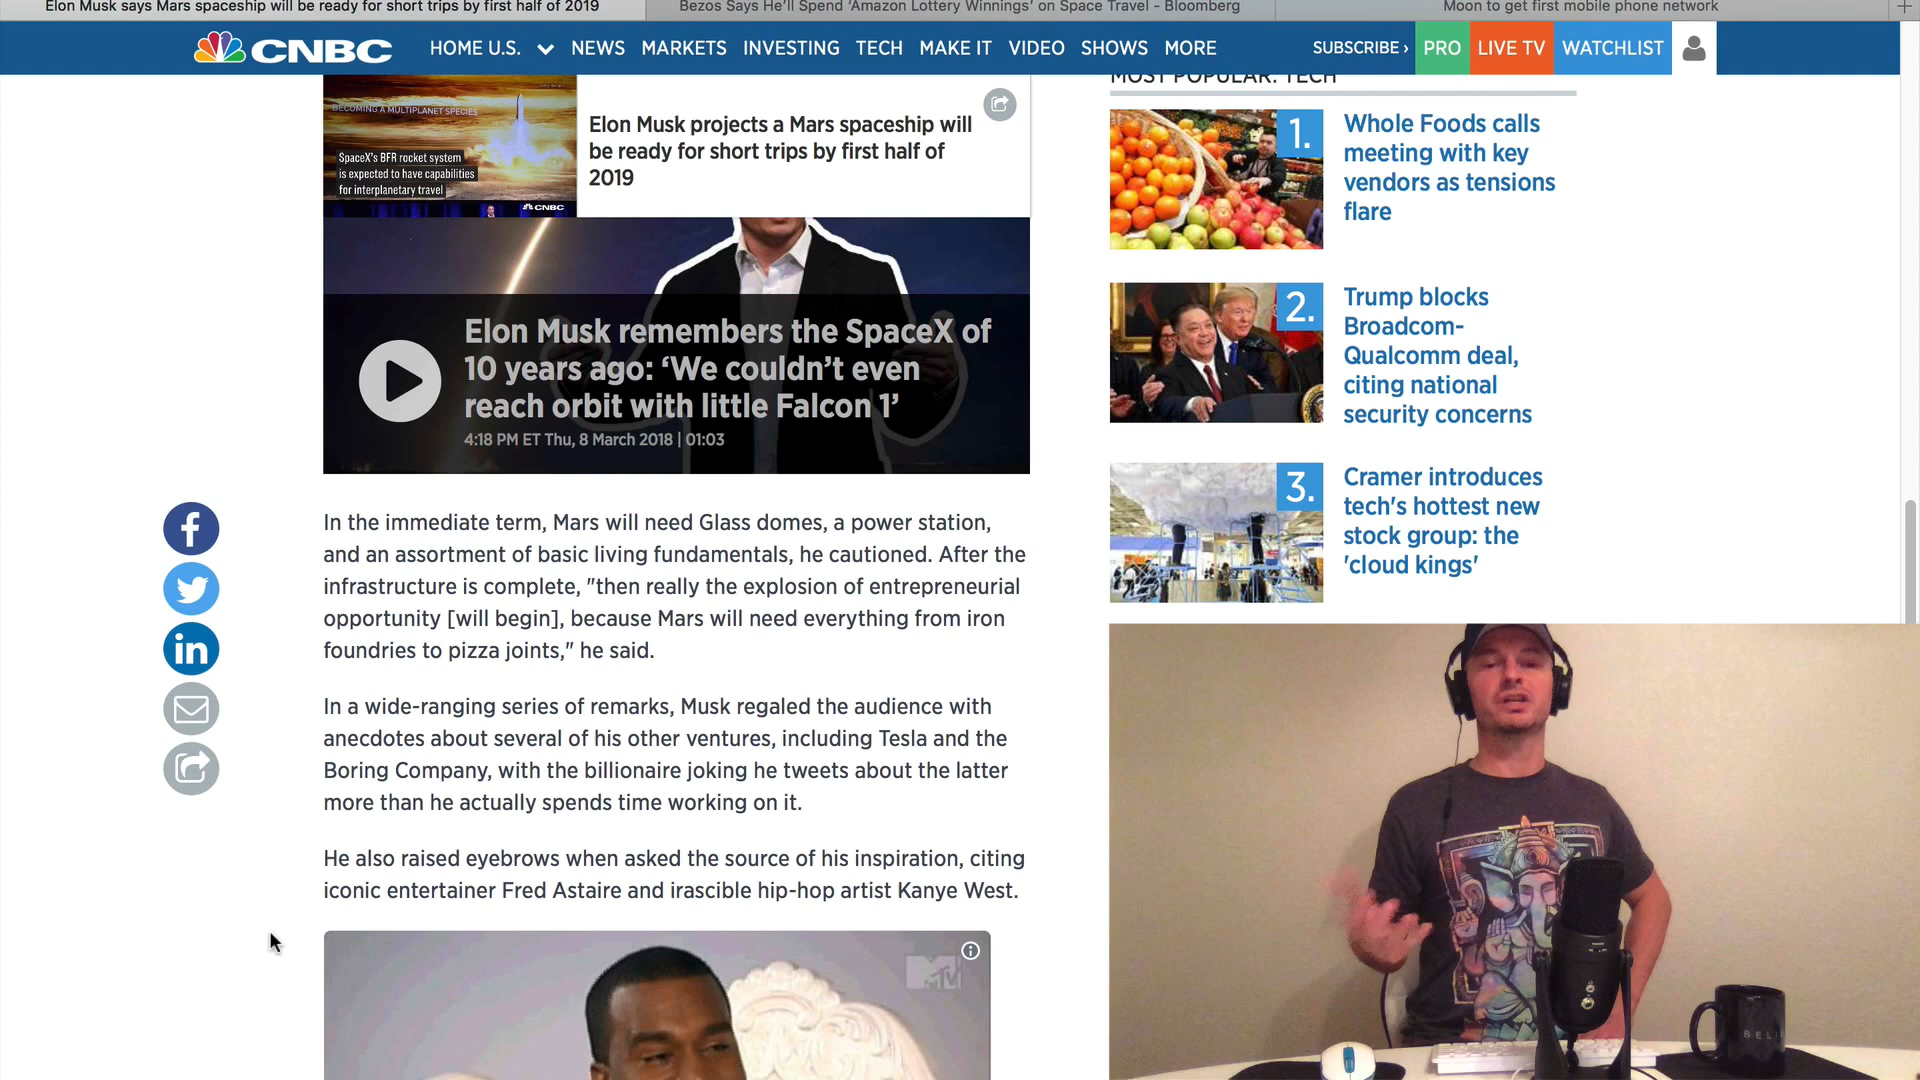 Elon Musk says Mars spaceship will be ready for short trips by first half of 2019
Bezos Says He'll Spend 'Amazon Lottery Winnings' on Space Travel - Bloomberg
Moon to get first mobile phone network
CNBC
HOME U.S.
NEWS
MARKETS
INVESTING
TECH
MAKE IT
VIDEO
SHOWS
MORE
SUBSCRIBE ›
PRO
LIVE TV
WATCHLIST
BECOMING A MULTIPLANET SPECIES
SpaceX's BFR rocket system
is expected to have capabilities
for interplanetary travel
CNBC
Elon Musk projects a Mars spaceship will
be ready for short trips by first half of
2019
Elon Musk remembers the SpaceX of
10 years ago: ‘We couldn’t even
reach orbit with little Falcon 1’
4:18 PM ET Thu, 8 March 2018 | 01:03
In the immediate term, Mars will need Glass domes, a power station,
and an assortment of basic living fundamentals, he cautioned. After the
infrastructure is complete, "then really the explosion of entrepreneurial
opportunity [will begin], because Mars will need everything from iron
foundries to pizza joints," he said.
In a wide-ranging series of remarks, Musk regaled the audience with
anecdotes about several of his other ventures, including Tesla and the
Boring Company, with the billionaire joking he tweets about the latter
more than he actually spends time working on it.
He also raised eyebrows when asked the source of his inspiration, citing
iconic entertainer Fred Astaire and irascible hip-hop artist Kanye West.
MTV
MOST POPULAR: TECH
1.
Whole Foods calls
meeting with key
vendors as tensions
flare
2.
Trump blocks
Broadcom-
Qualcomm deal,
citing national
security concerns
3.
Cramer introduces
tech's hottest new
stock group: the
'cloud kings'
BELI